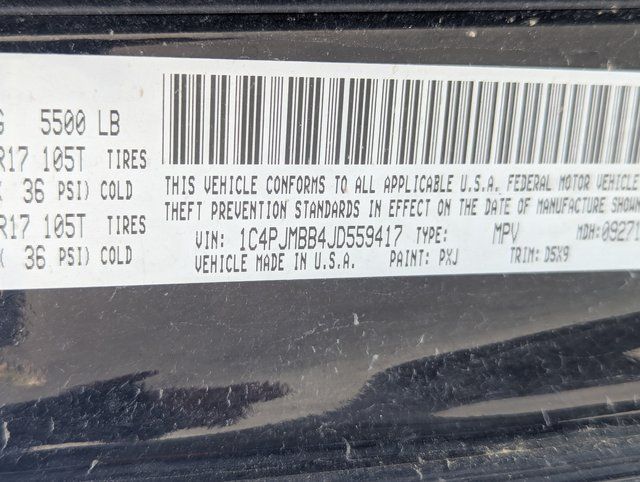 5500 LB
R17 105T TIRES
36 PSI) COLD
R17 105T TIRES
36 PSI) COLD
THIS VEHICLE CONFORMS TO ALL APPLICABLE U.S.A. FEDERAL MOTOR VEHICLE
THEFT PREVENTION STANDARDS IN EFFECT ON THE DATE OF MANUFACTURE SHOWN
VIN: 1C4PJMBB4JD559417 TYPE: MPV MDH: 09271
VEHICLE MADE IN U.S.A. PAINT: PXJ TRIM: D5X9